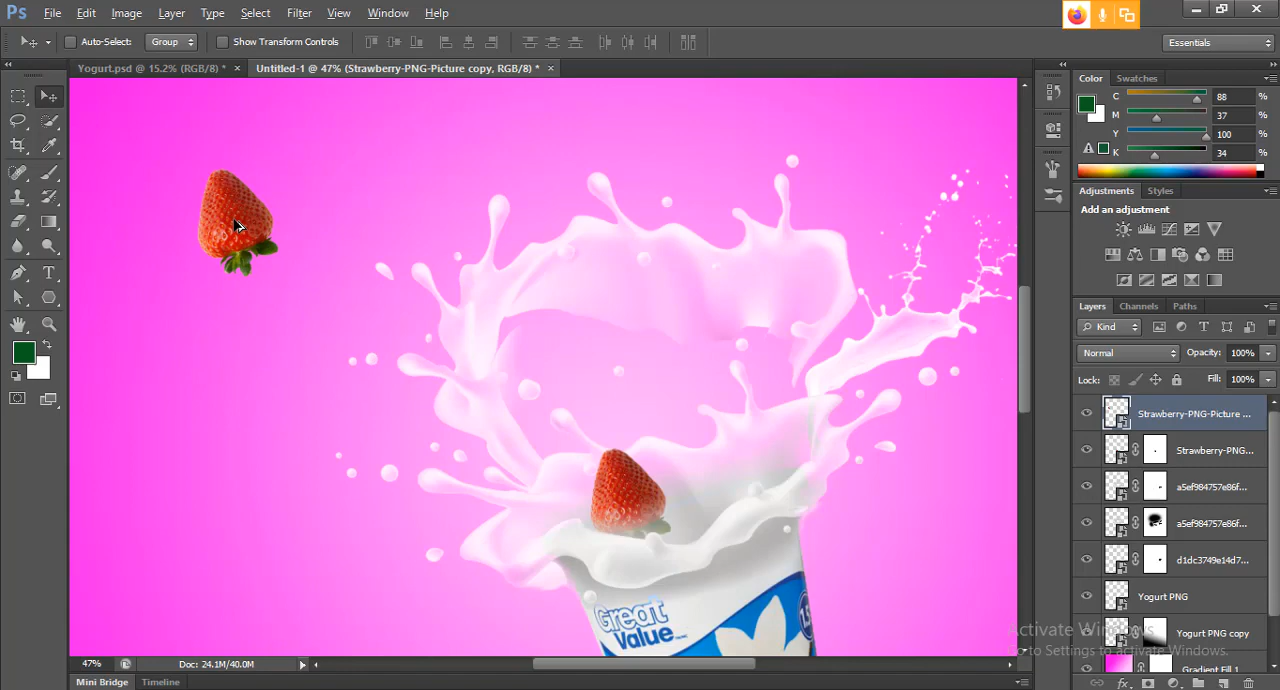 Ps File Edit Image Layer Type Select Filter View Window Help
Auto-Select: Group Show Transform Controls Essentials
Yogurt.psd @ 15.2% (RGB/8) * × Untitled-1 @ 47% (Strawberry-PNG-Picture copy, RGB/8) * ×
Color Swatches
C 88 %
M 37 %
Y 100 %
K 34 %
Adjustments Styles
Add an adjustment
Layers Channels Paths
Kind
Normal Opacity: 100%
Lock: Fill: 100%
Strawberry-PNG-Picture ...
Strawberry-PNG...
a5ef984757e86f...
a5ef984757e86f...
d1dc3749e14d7...
Yogurt PNG
Yogurt PNG copy
Gradient Fill 1
Great
Value
Activate Windows
Go to Settings to activate Windows.
47% Doc: 24.1M/40.0M
Mini Bridge Timeline